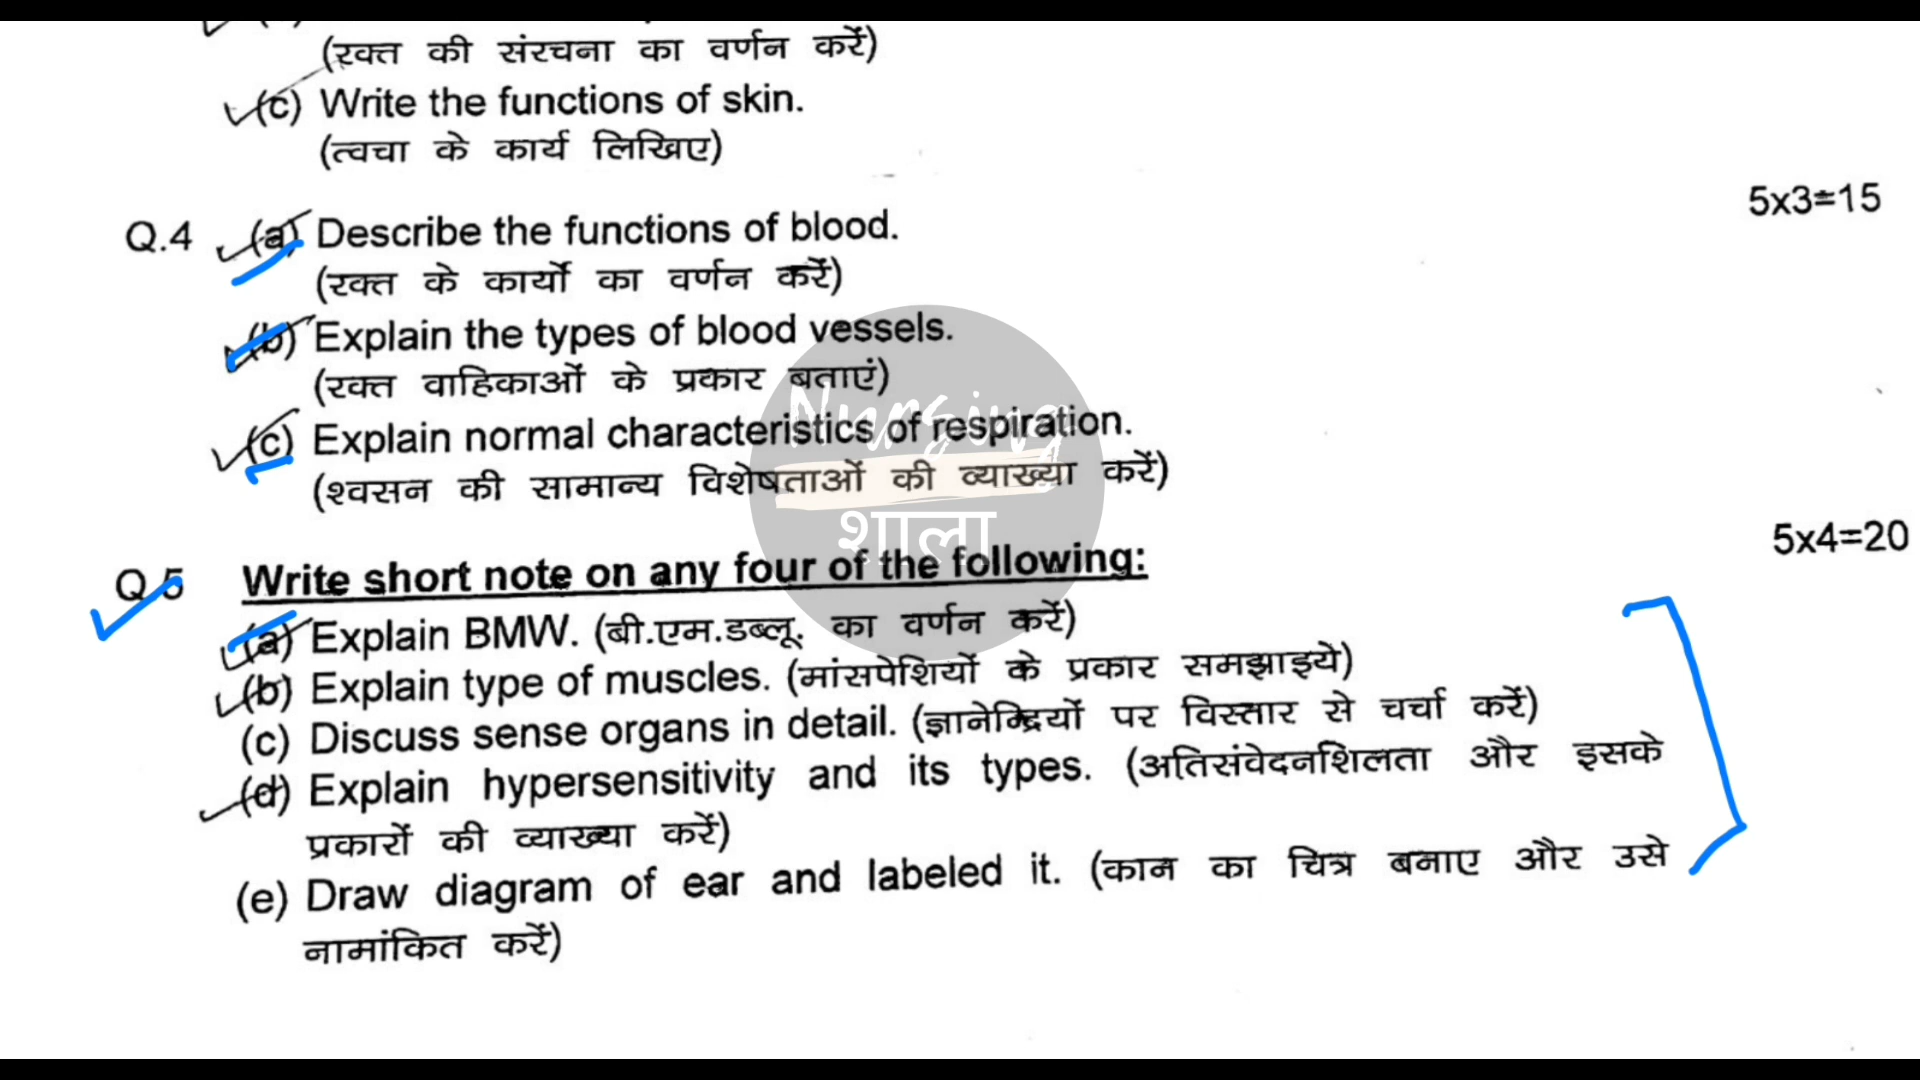 (रक्त की संरचना का वर्णन करें)
(c) Write the functions of skin.
(त्वचा के कार्य लिखिए)
5x3=15
Q.4 (a) Describe the functions of blood.
(रक्त के कार्यो का वर्णन करें)
(b) Explain the types of blood vessels.
(रक्त वाहिकाओं के प्रकार बताएं)
(c) Explain normal characteristics of respiration.
(श्वसन की सामान्य विशेषताओं की व्याख्या करें)
Nursing
शाला
5x4=20
Q.5 Write short note on any four of the following:
(a) Explain BMW. (बी.एम.डब्लू. का वर्णन करें)
(b) Explain type of muscles. (मांसपेशियों के प्रकार समझाइये)
(c) Discuss sense organs in detail. (ज्ञानेन्द्रियों पर विस्तार से चर्चा करें)
(d) Explain hypersensitivity and its types. (अतिसंवेदनशिलता और इसके
प्रकारों की व्याख्या करें)
(e) Draw diagram of ear and labeled it. (कान का चित्र बनाए और उसे
नामांकित करें)